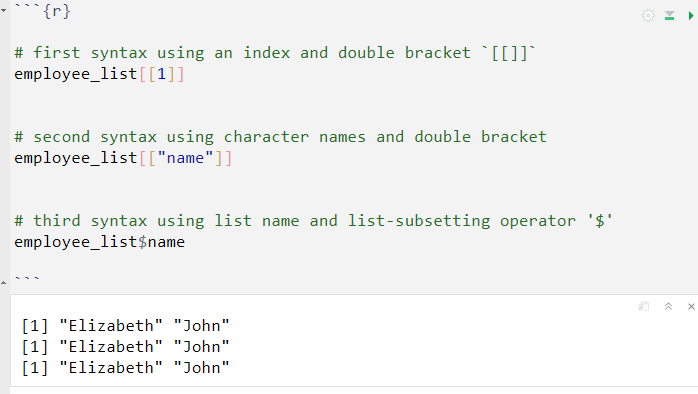 ```{r}
# first syntax using an index and double bracket `[[]]`
employee_list[[1]]
# second syntax using character names and double bracket
employee_list[["name"]]
# third syntax using list name and list-subsetting operator '$'
employee_list$name
```
[1] "Elizabeth" "John"
[1] "Elizabeth" "John"
[1] "Elizabeth" "John"